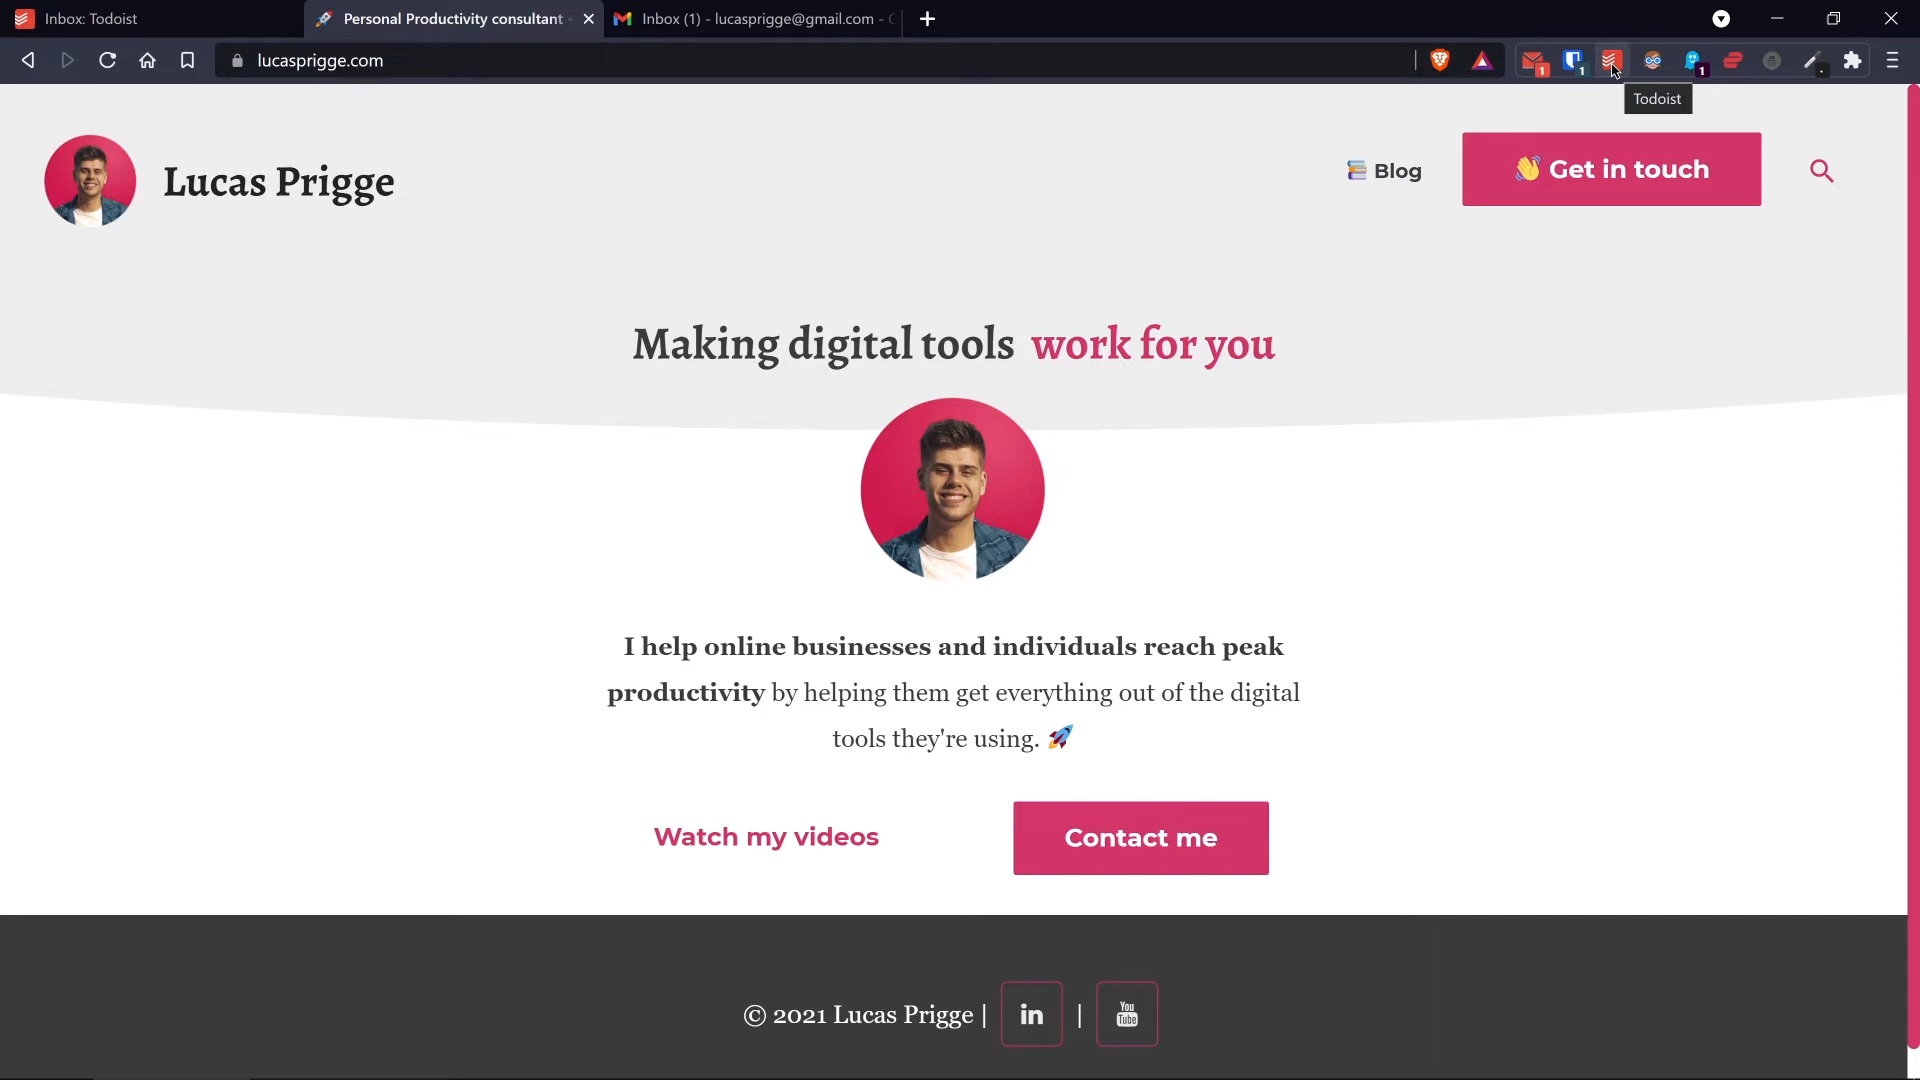 Inbox: Todoist
Personal Productivity consultant
Inbox (1) - lucasprigge@gmail.com -
lucasprigge.com
1
1
1
Todoist
Lucas Prigge
Blog
Get in touch
Making digital tools work for you
I help online businesses and individuals reach peak
productivity by helping them get everything out of the digital
tools they're using.
Watch my videos
Contact me
© 2021 Lucas Prigge |
in
|
You
Tube